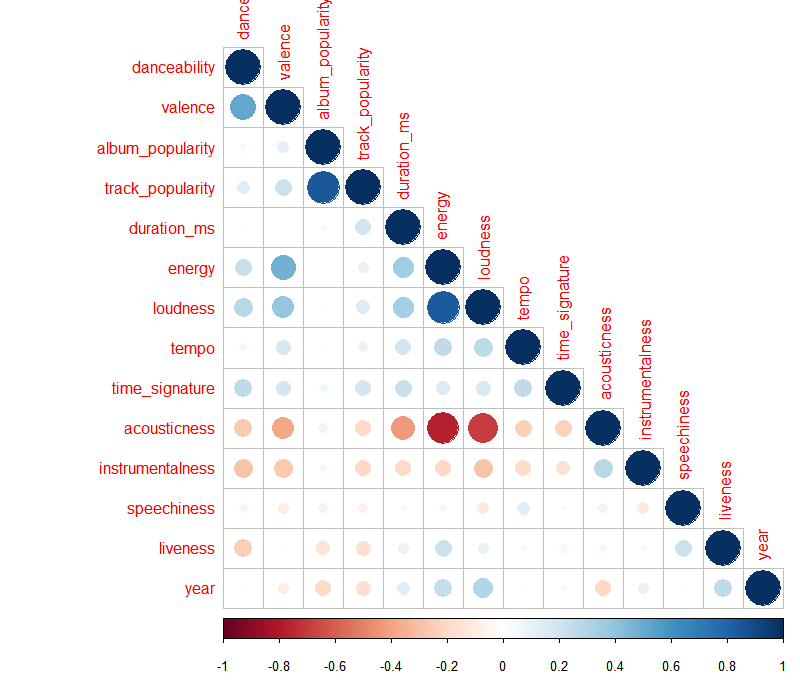 dance
valence
album_popularity
track_popularity
duration_ms
energy
loudness
tempo
time_signature
acousticness
instrumentalness
speechiness
liveness
year
danceability
valence
album_popularity
track_popularity
duration_ms
energy
loudness
tempo
time_signature
acousticness
instrumentalness
speechiness
liveness
year
-1 -0.8 -0.6 -0.4 -0.2 0 0.2 0.4 0.6 0.8 1